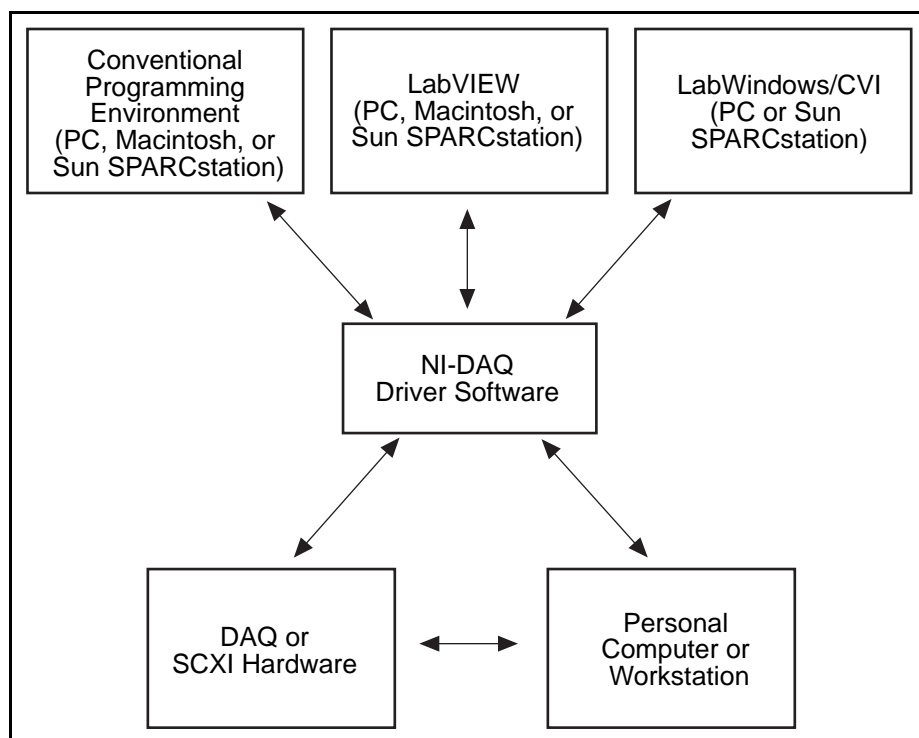 Conventional
Programming
Environment
(PC, Macintosh, or
Sun SPARCstation)
LabVIEW
(PC, Macintosh, or
Sun SPARCstation)
LabWindows/CVI
(PC or Sun
SPARCstation)
NI-DAQ
Driver Software
DAQ or
SCXI Hardware
Personal
Computer or
Workstation